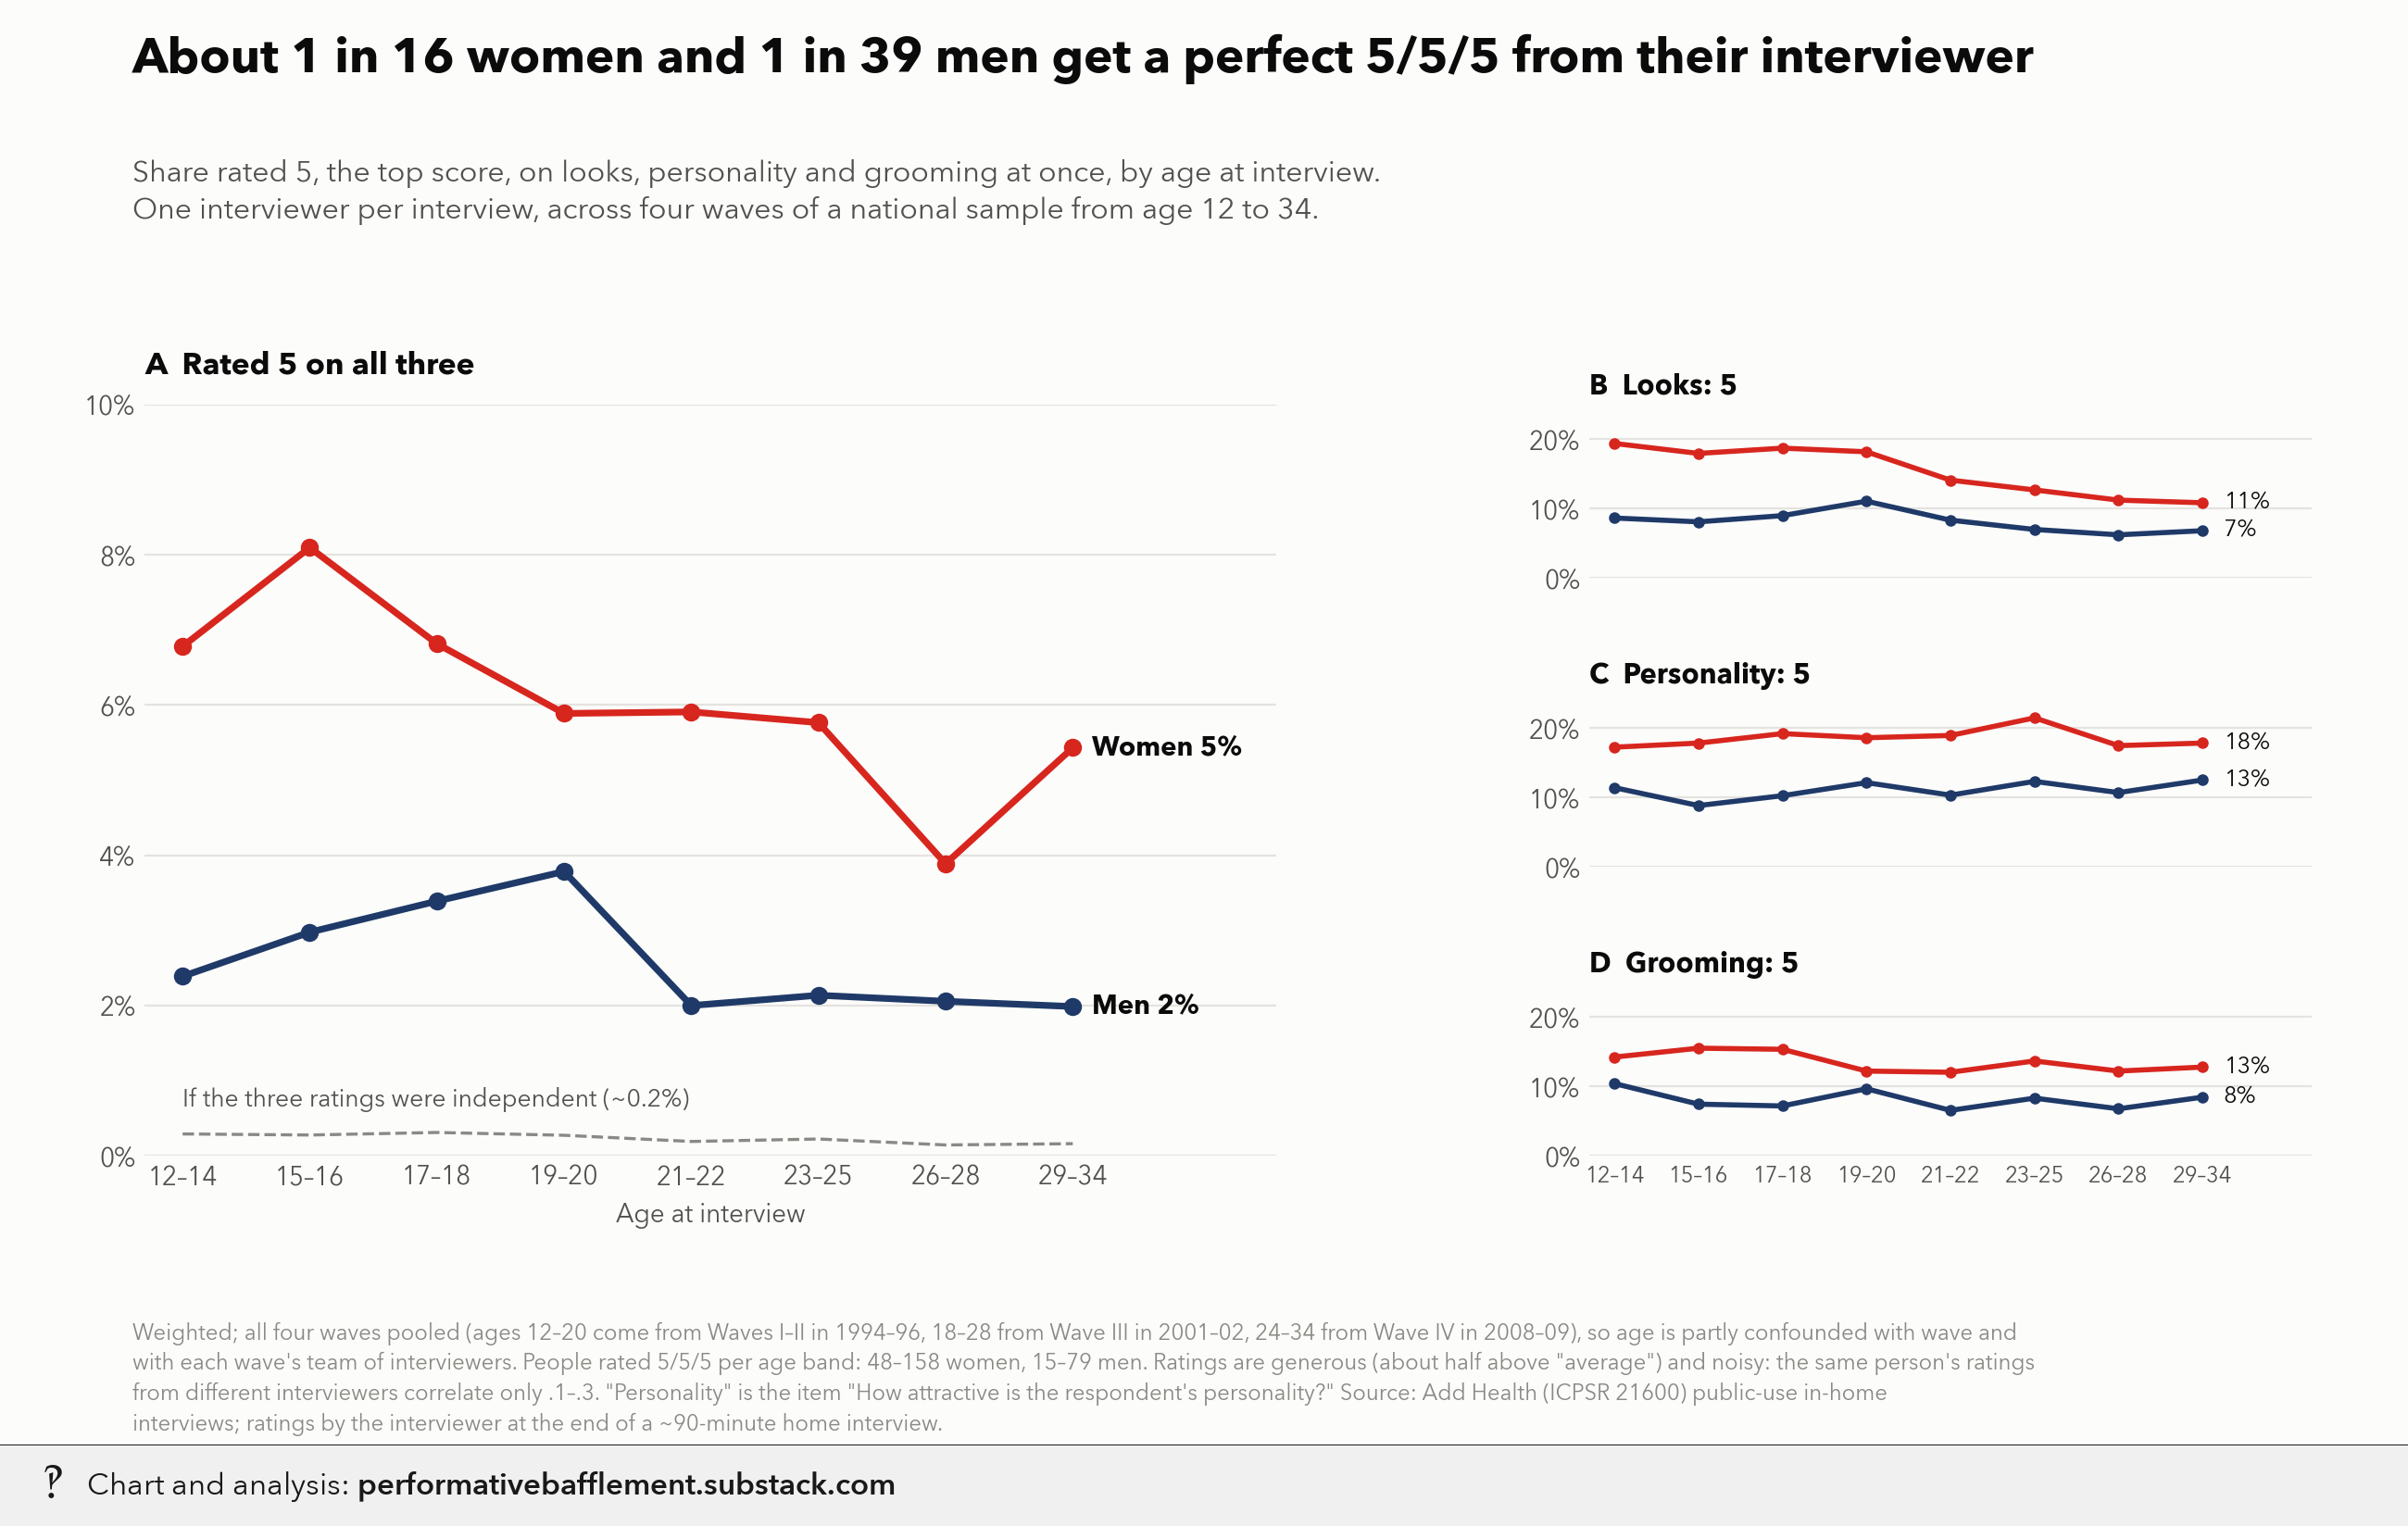 About 1 in 16 women and 1 in 39 men get a perfect 5/5/5 from their interviewer
Share rated 5, the top score, on looks, personality and grooming at once, by age at interview.
One interviewer per interview, across four waves of a national sample from age 12 to 34.
A Rated 5 on all three
10%
8%
6%
4%
2%
0%
Women 5%
Men 2%
If the three ratings were independent (~0.2%)
12–14 15–16 17–18 19–20 21–22 23–25 26–28 29–34
Age at interview
B Looks: 5
20%
10%
0%
11%
7%
C Personality: 5
20%
10%
0%
18%
13%
D Grooming: 5
20%
10%
0%
13%
8%
12–14 15–16 17–18 19–20 21–22 23–25 26–28 29–34
Weighted; all four waves pooled (ages 12–20 come from Waves I–II in 1994–96, 18–28 from Wave III in 2001–02, 24–34 from Wave IV in 2008–09), so age is partly confounded with wave and
with each wave's team of interviewers. People rated 5/5/5 per age band: 48–158 women, 15–79 men. Ratings are generous (about half above "average") and noisy: the same person's ratings
from different interviewers correlate only .1–.3. "Personality" is the item "How attractive is the respondent's personality?" Source: Add Health (ICPSR 21600) public-use in-home
interviews; ratings by the interviewer at the end of a ~90-minute home interview.
‽ Chart and analysis: performativebafflement.substack.com